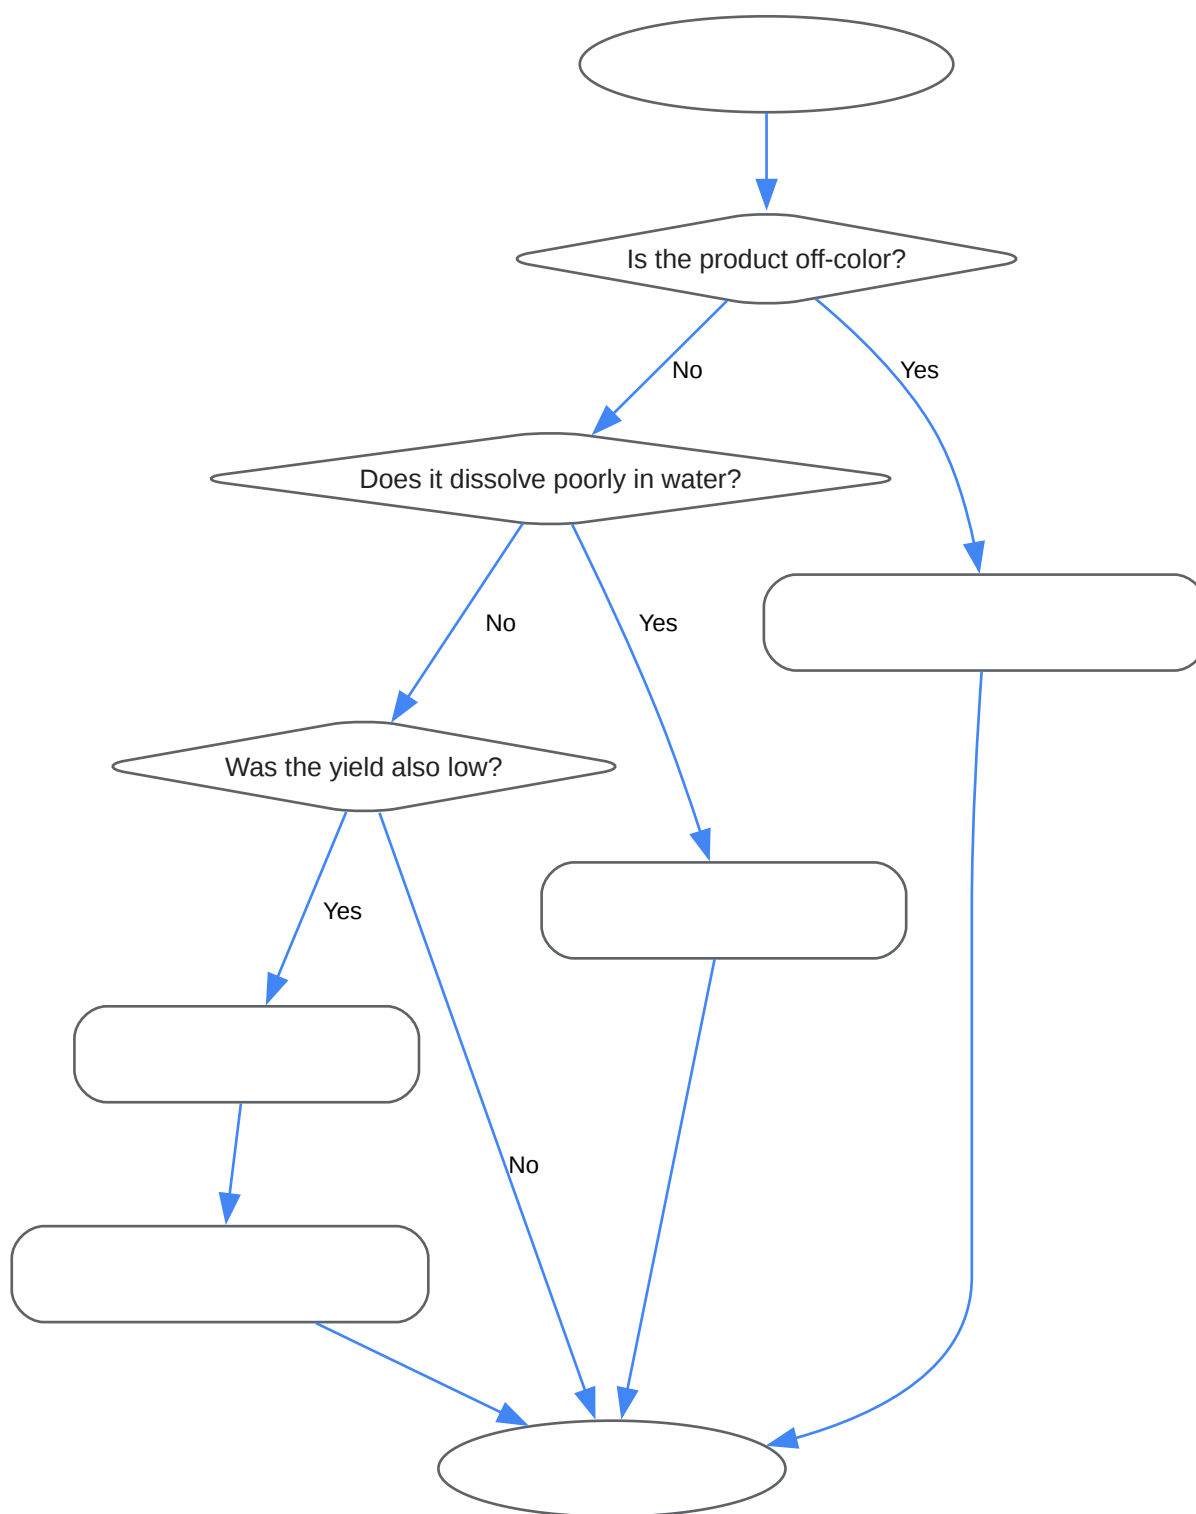 Is the product off-color?
No
Yes
Does it dissolve poorly in water?
No
Yes
Was the yield also low?
Yes
No